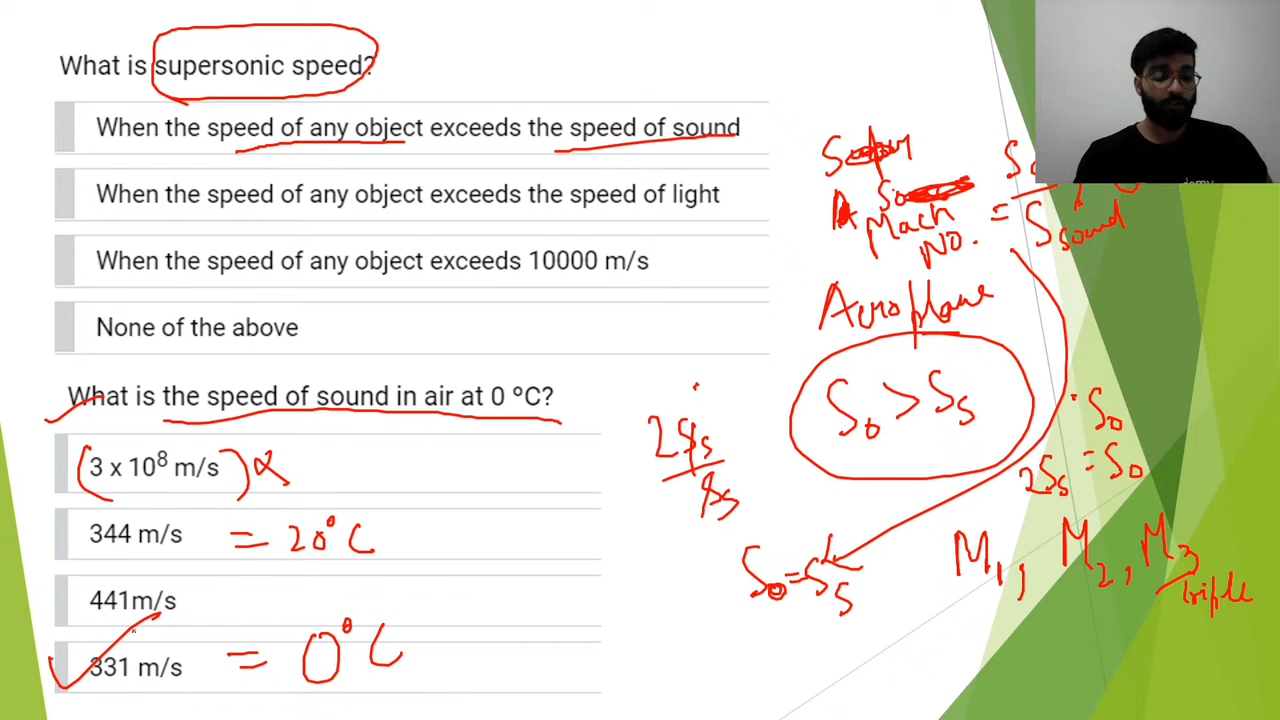 What is supersonic speed?
When the speed of any object exceeds the speed of sound
When the speed of any object exceeds the speed of light
When the speed of any object exceeds 10000 m/s
None of the above
What is the speed of sound in air at 0 ºC?
(3 x 10⁸ m/s)
344 m/s = 20°C
441m/s
331 m/s = 0°C
Mach No. = Ssound
Aeroplane
S₀ > Sₛ
2Sₛ
Sₛ
S₀
2Sₛ = S₀
S₀ = Sₛ
M₁, M₂, M₃
triple